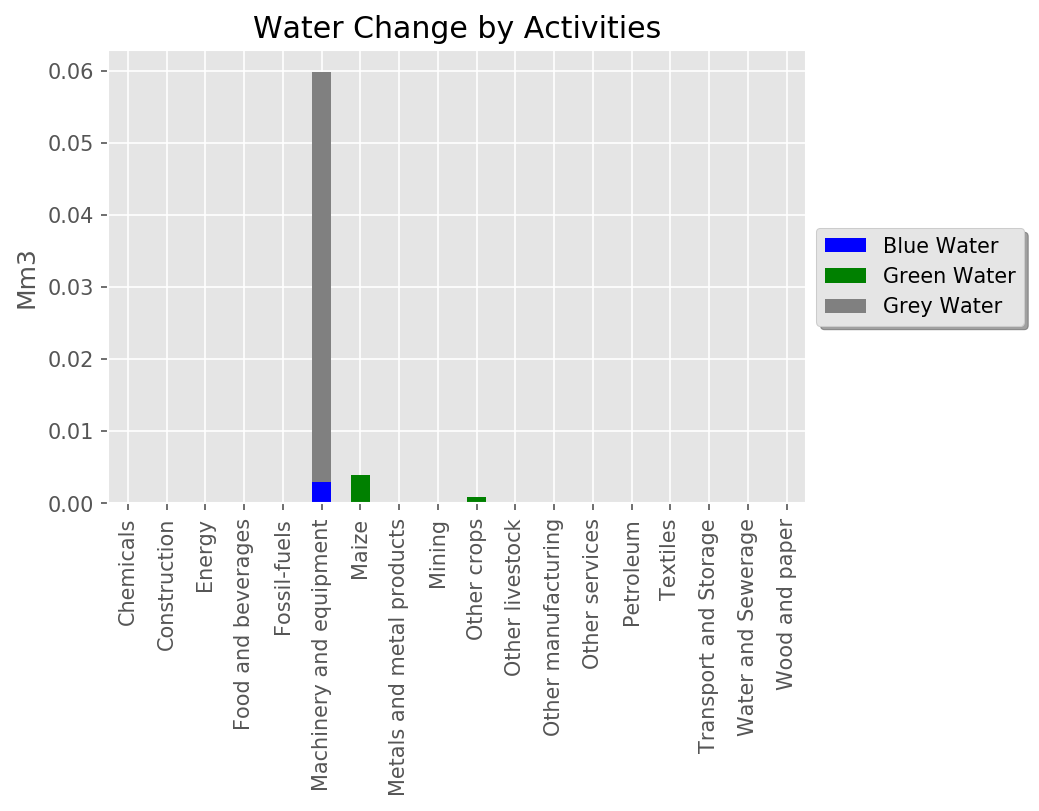 Water Change by Activities
Mm3
0.06
0.05
0.04
0.03
0.02
0.01
0.00
Chemicals
Construction
Energy
Food and beverages
Fossil-fuels
Machinery and equipment
Maize
Metals and metal products
Mining
Other crops
Other livestock
Other manufacturing
Other services
Petroleum
Textiles
Transport and Storage
Water and Sewerage
Wood and paper
Blue Water
Green Water
Grey Water